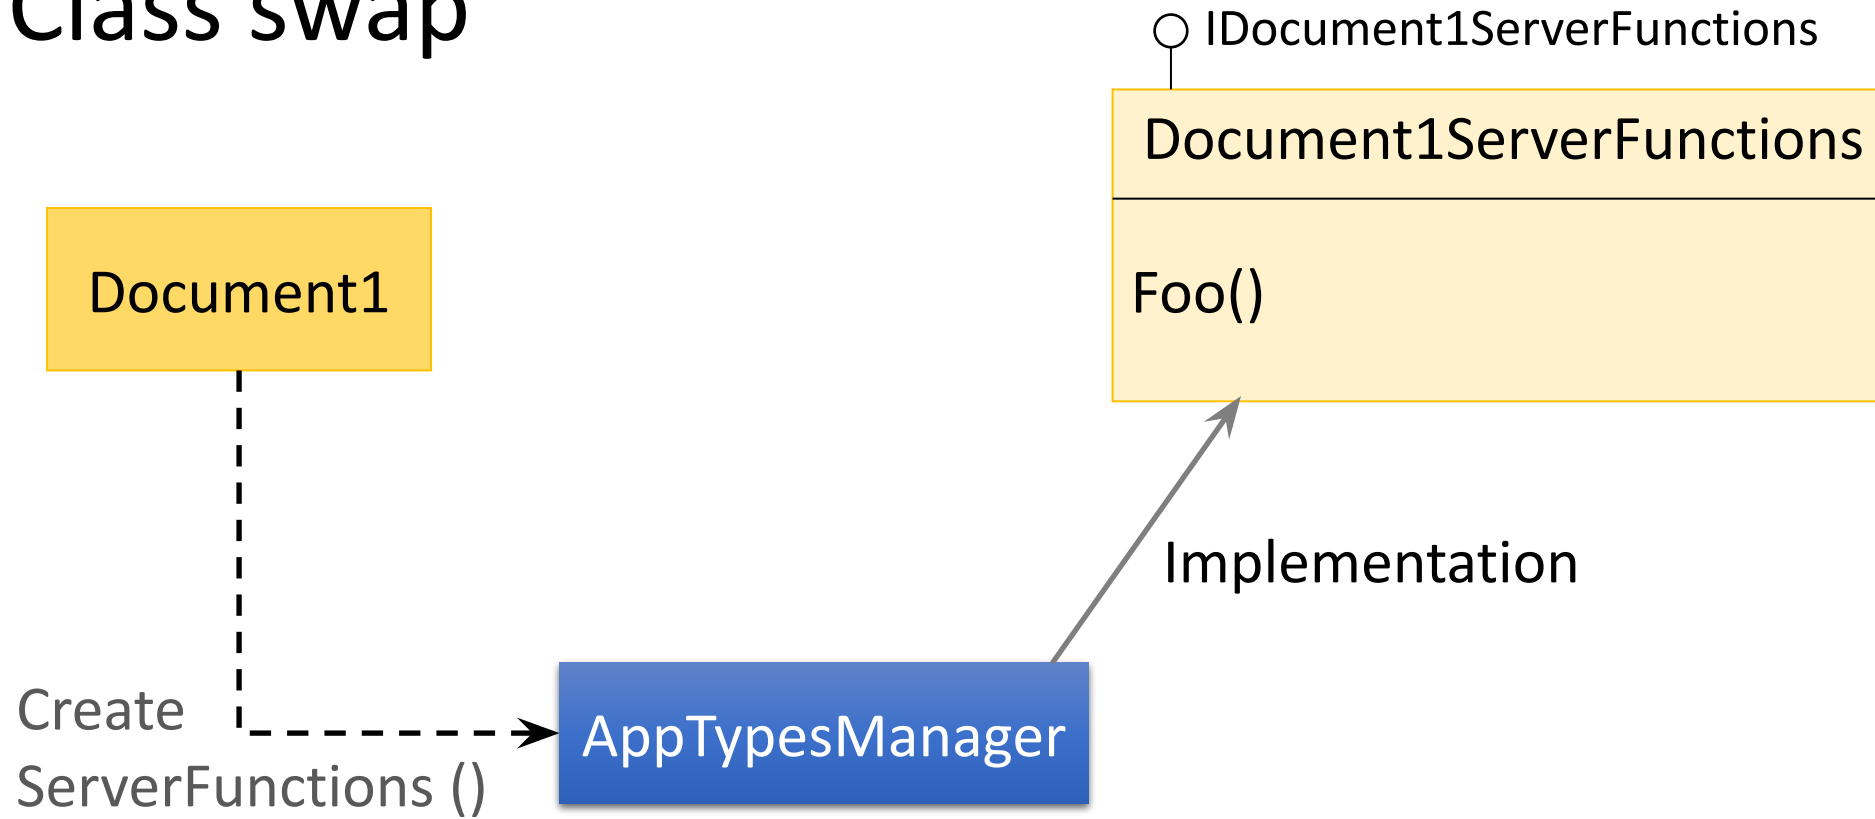 Class swap
IDocument1ServerFunctions
Document1ServerFunctions
Document1
Foo()
Implementation
Create
ServerFunctions ()
AppTypesManager